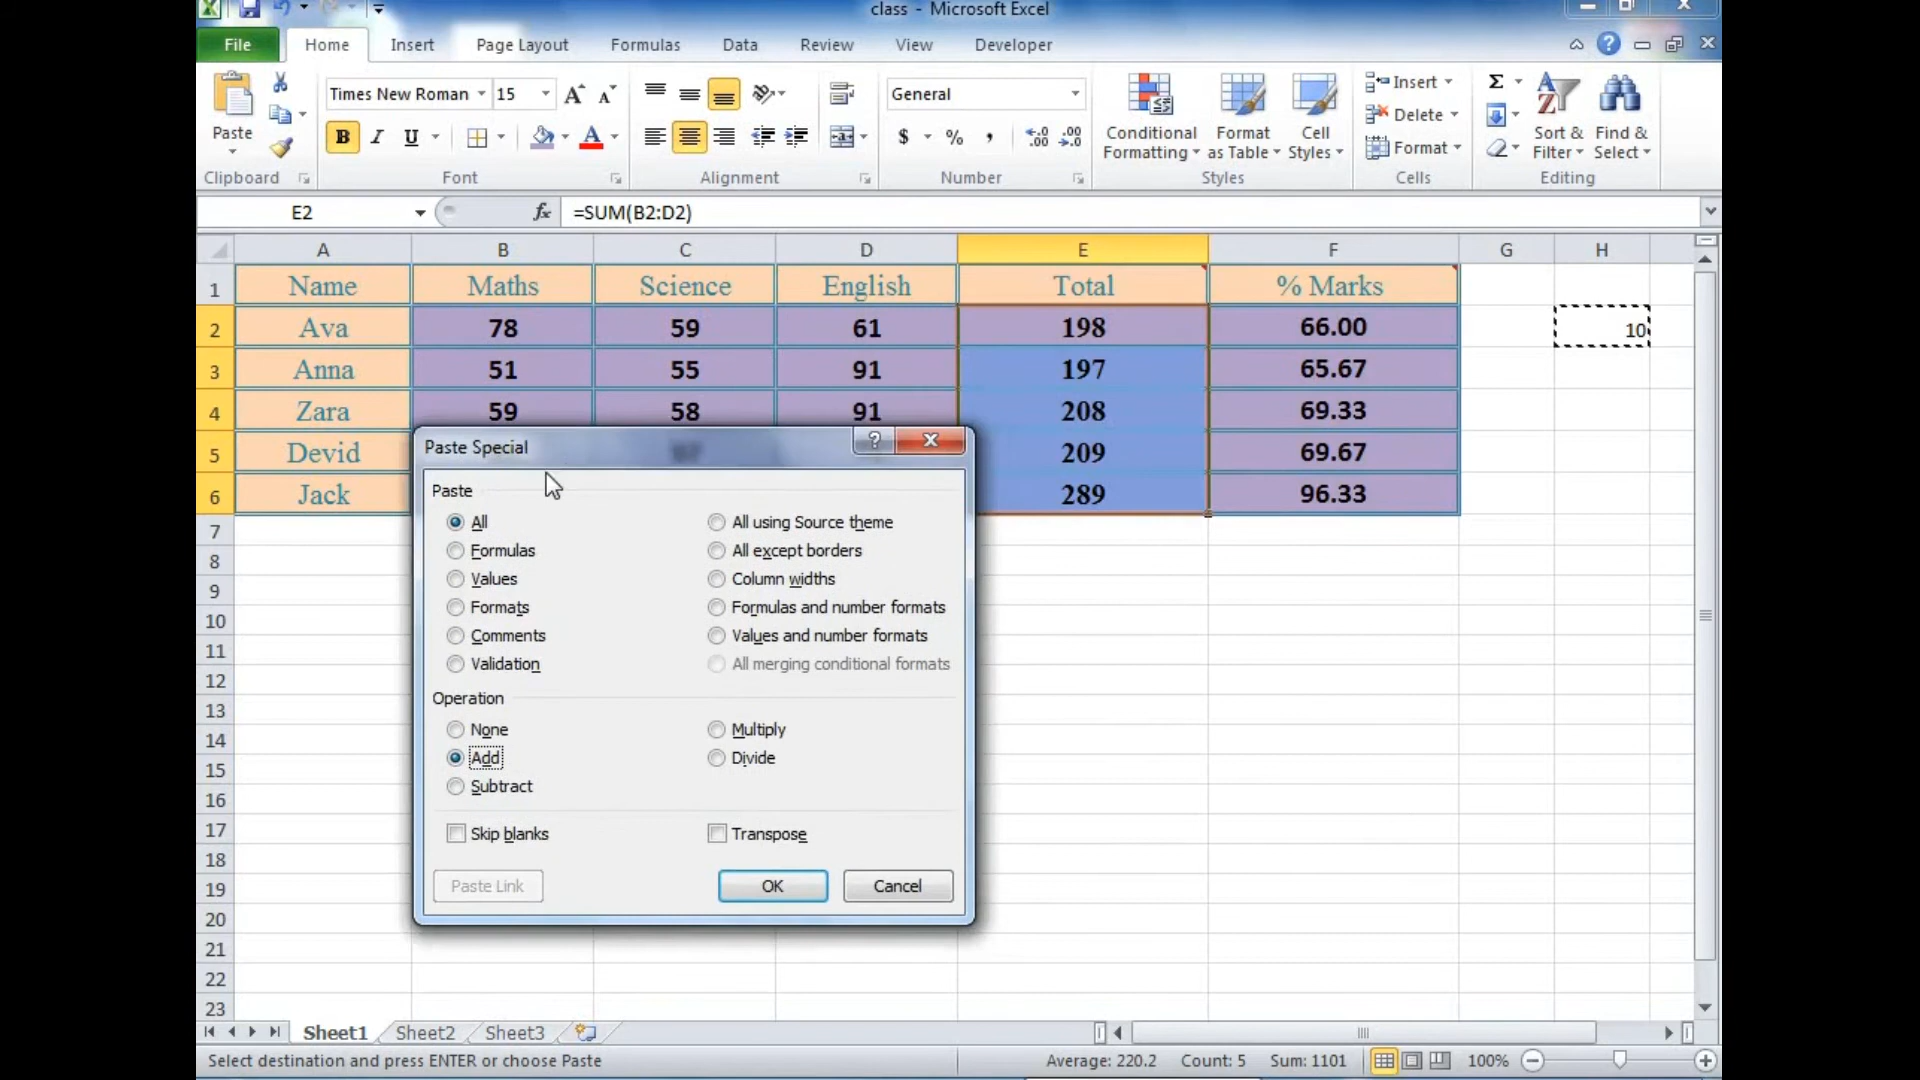 class - Microsoft Excel
File Home Insert Page Layout Formulas Data Review View Developer
Paste
Times New Roman 15
General
B I U
$ % ,
Conditional Formatting
Format as Table
Cell Styles
Insert
Delete
Format
Sort & Filter
Find & Select
Clipboard Font Alignment Number Styles Cells Editing
E2 fx =SUM(B2:D2)
A B C D E F G H
1 Name Maths Science English Total % Marks
2 Ava 78 59 61 198 66.00 10
3 Anna 51 55 91 197 65.67
4 Zara 59 58 91 208 69.33
5 Devid 209 69.67
6 Jack 289 96.33
7
8
9
10
11
12
13
14
15
16
17
18
19
20
21
22
23
Paste Special
Paste
All All using Source theme
Formulas All except borders
Values Column widths
Formats Formulas and number formats
Comments Values and number formats
Validation All merging conditional formats
Operation
None Multiply
Add Divide
Subtract
Skip blanks Transpose
Paste Link OK Cancel
Sheet1 Sheet2 Sheet3
Select destination and press ENTER or choose Paste Average: 220.2 Count: 5 Sum: 1101 100%